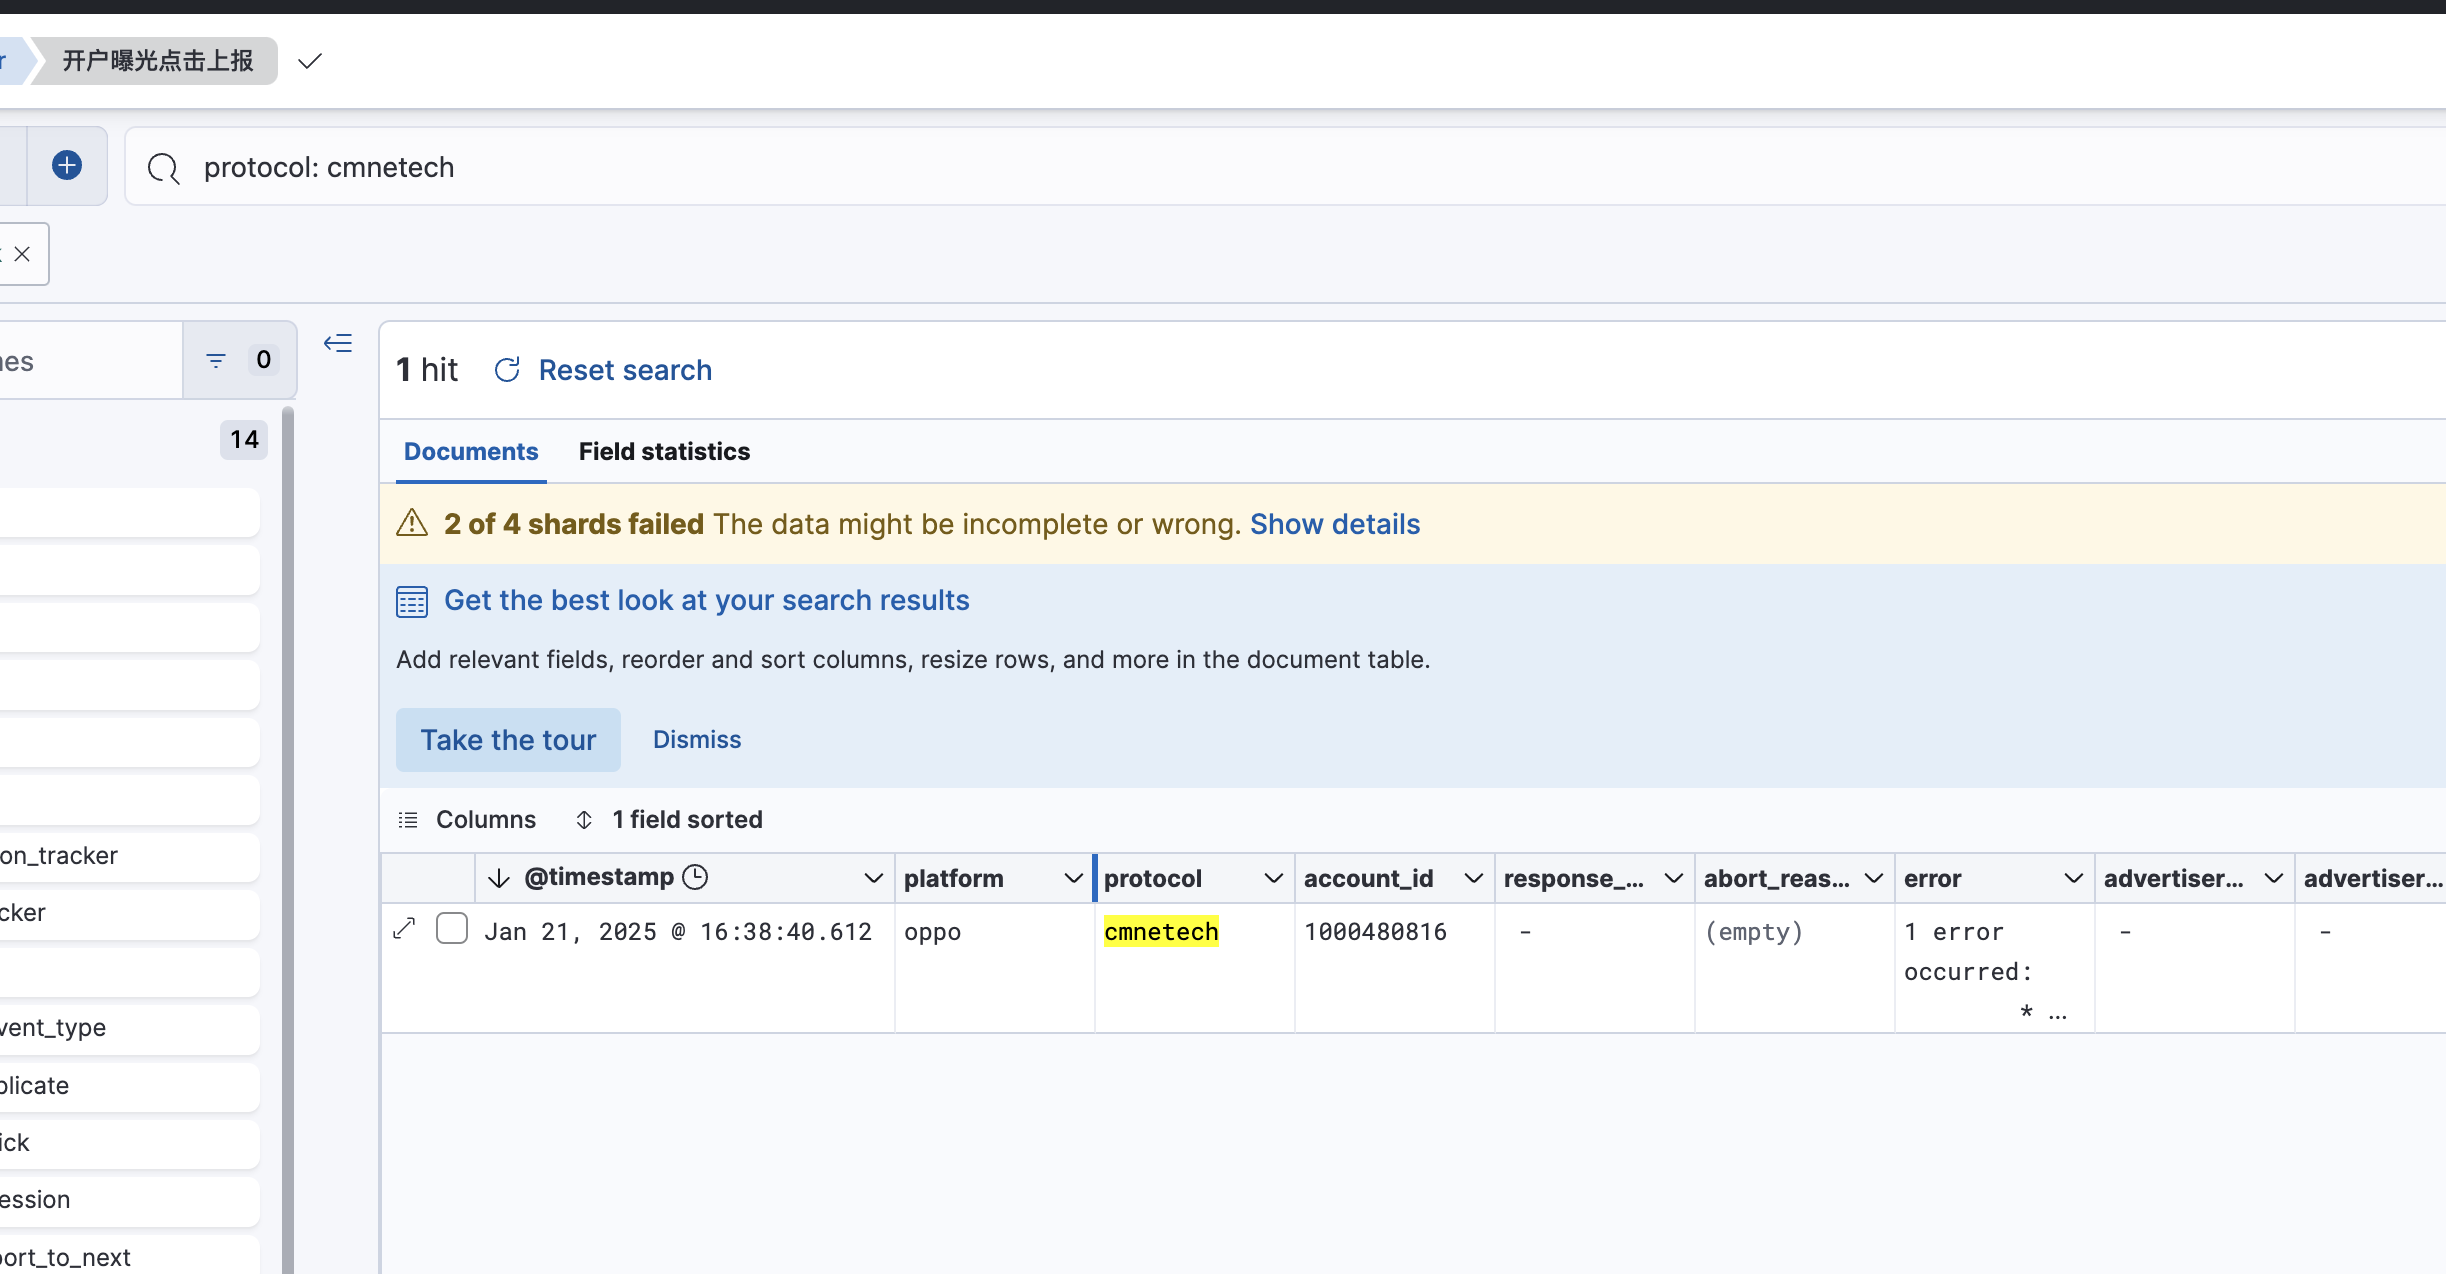 r
开户曝光点击上报
protocol: cmnetech
nes
0
1 hit
Reset search
14
Documents
Field statistics
2 of 4 shards failed The data might be incomplete or wrong. Show details
Get the best look at your search results
Add relevant fields, reorder and sort columns, resize rows, and more in the document table.
Take the tour
Dismiss
Columns
1 field sorted
on_tracker
@timestamp
platform
protocol
account_id
response_...
abort_reas...
error
advertiser...
advertiser...
cker
Jan 21, 2025 @ 16:38:40.612
oppo
cmnetech
1000480816
-
(empty)
1 error
occurred:
* ...
-
-
vent_type
plicate
ick
ession
port_to_next